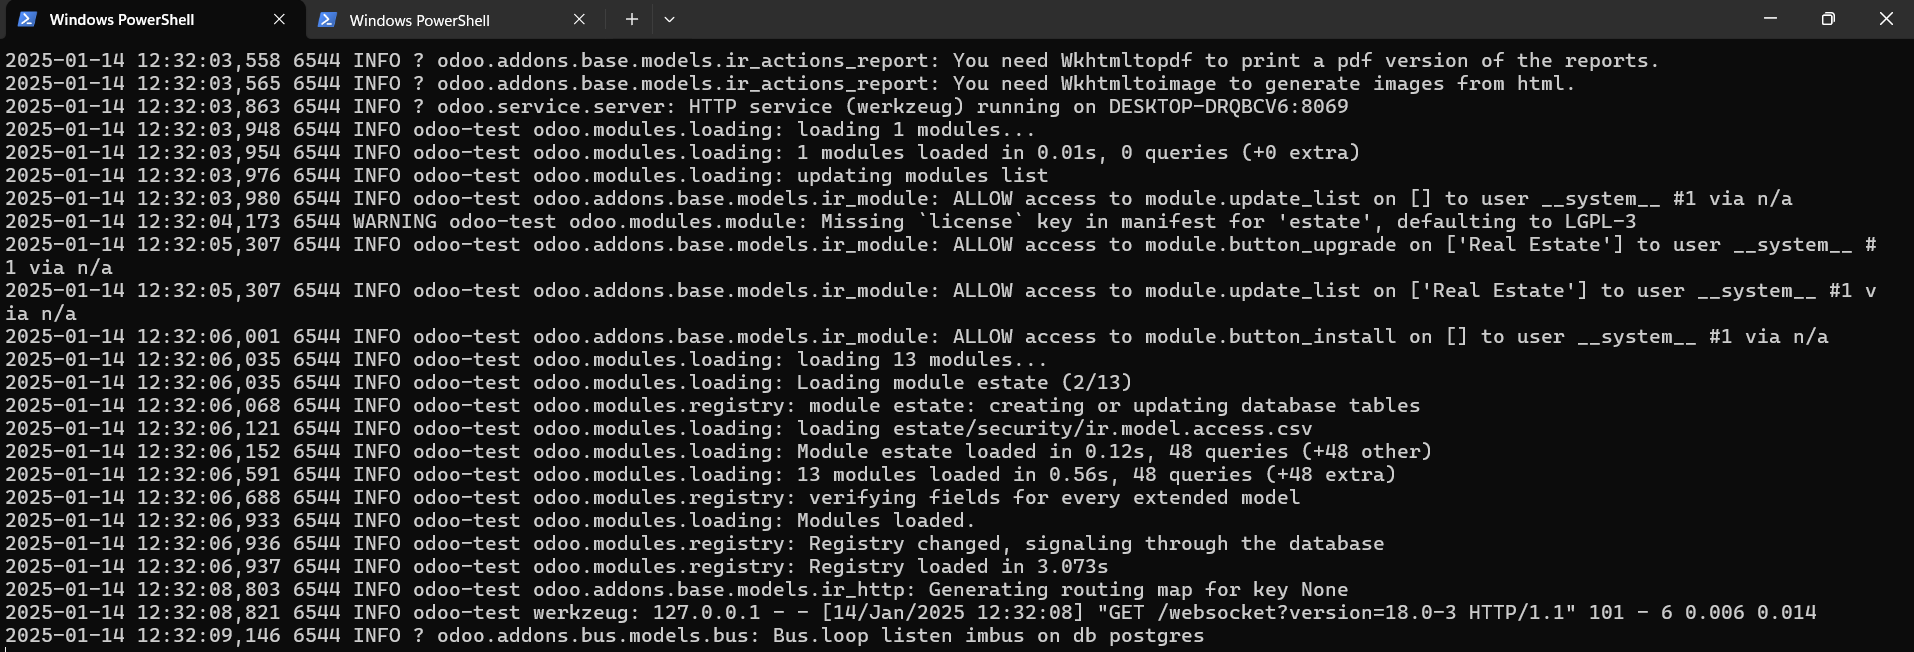 Windows PowerShell
Windows PowerShell
2025-01-14 12:32:03,558 6544 INFO ? odoo.addons.base.models.ir_actions_report: You need Wkhtmltopdf to print a pdf version of the reports.
2025-01-14 12:32:03,565 6544 INFO ? odoo.addons.base.models.ir_actions_report: You need Wkhtmltoimage to generate images from html.
2025-01-14 12:32:03,863 6544 INFO ? odoo.service.server: HTTP service (werkzeug) running on DESKTOP-DRQBCV6:8069
2025-01-14 12:32:03,948 6544 INFO odoo-test odoo.modules.loading: loading 1 modules...
2025-01-14 12:32:03,954 6544 INFO odoo-test odoo.modules.loading: 1 modules loaded in 0.01s, 0 queries (+0 extra)
2025-01-14 12:32:03,976 6544 INFO odoo-test odoo.modules.loading: updating modules list
2025-01-14 12:32:03,980 6544 INFO odoo-test odoo.addons.base.models.ir_module: ALLOW access to module.update_list on [] to user __system__ #1 via n/a
2025-01-14 12:32:04,173 6544 WARNING odoo-test odoo.modules.module: Missing `license` key in manifest for 'estate', defaulting to LGPL-3
2025-01-14 12:32:05,307 6544 INFO odoo-test odoo.addons.base.models.ir_module: ALLOW access to module.button_upgrade on ['Real Estate'] to user __system__ #
1 via n/a
2025-01-14 12:32:05,307 6544 INFO odoo-test odoo.addons.base.models.ir_module: ALLOW access to module.update_list on ['Real Estate'] to user __system__ #1 v
ia n/a
2025-01-14 12:32:06,001 6544 INFO odoo-test odoo.addons.base.models.ir_module: ALLOW access to module.button_install on [] to user __system__ #1 via n/a
2025-01-14 12:32:06,035 6544 INFO odoo-test odoo.modules.loading: loading 13 modules...
2025-01-14 12:32:06,035 6544 INFO odoo-test odoo.modules.loading: Loading module estate (2/13)
2025-01-14 12:32:06,068 6544 INFO odoo-test odoo.modules.registry: module estate: creating or updating database tables
2025-01-14 12:32:06,121 6544 INFO odoo-test odoo.modules.loading: loading estate/security/ir.model.access.csv
2025-01-14 12:32:06,152 6544 INFO odoo-test odoo.modules.loading: Module estate loaded in 0.12s, 48 queries (+48 other)
2025-01-14 12:32:06,591 6544 INFO odoo-test odoo.modules.loading: 13 modules loaded in 0.56s, 48 queries (+48 extra)
2025-01-14 12:32:06,688 6544 INFO odoo-test odoo.modules.registry: verifying fields for every extended model
2025-01-14 12:32:06,933 6544 INFO odoo-test odoo.modules.loading: Modules loaded.
2025-01-14 12:32:06,936 6544 INFO odoo-test odoo.modules.registry: Registry changed, signaling through the database
2025-01-14 12:32:06,937 6544 INFO odoo-test odoo.modules.registry: Registry loaded in 3.073s
2025-01-14 12:32:08,803 6544 INFO odoo-test odoo.addons.base.models.ir_http: Generating routing map for key None
2025-01-14 12:32:08,821 6544 INFO odoo-test werkzeug: 127.0.0.1 - - [14/Jan/2025 12:32:08] "GET /websocket?version=18.0-3 HTTP/1.1" 101 - 6 0.006 0.014
2025-01-14 12:32:09,146 6544 INFO ? odoo.addons.bus.models.bus: Bus.loop listen imbus on db postgres